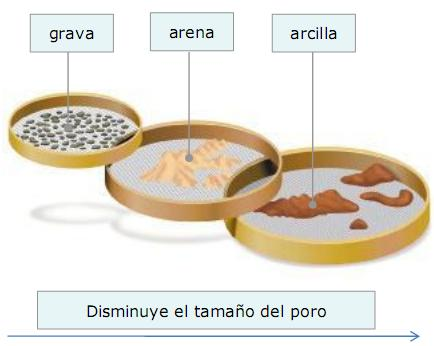 grava
arena
arcilla
Disminuye el tamaño del poro